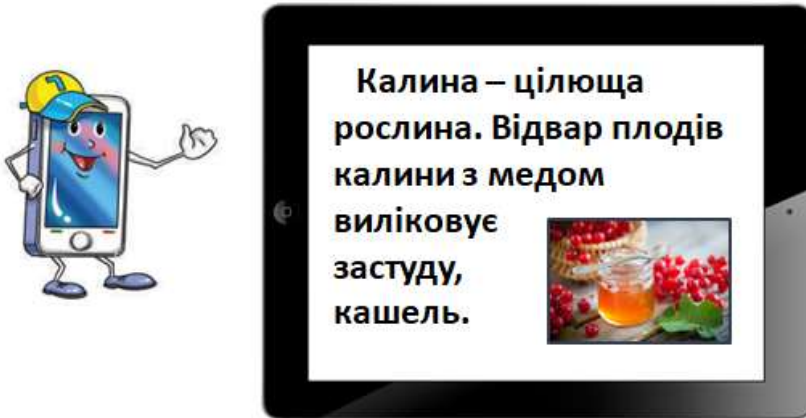 Калина – цілюща
рослина. Відвар плодів
калини з медом
виліковує
застуду,
кашель.